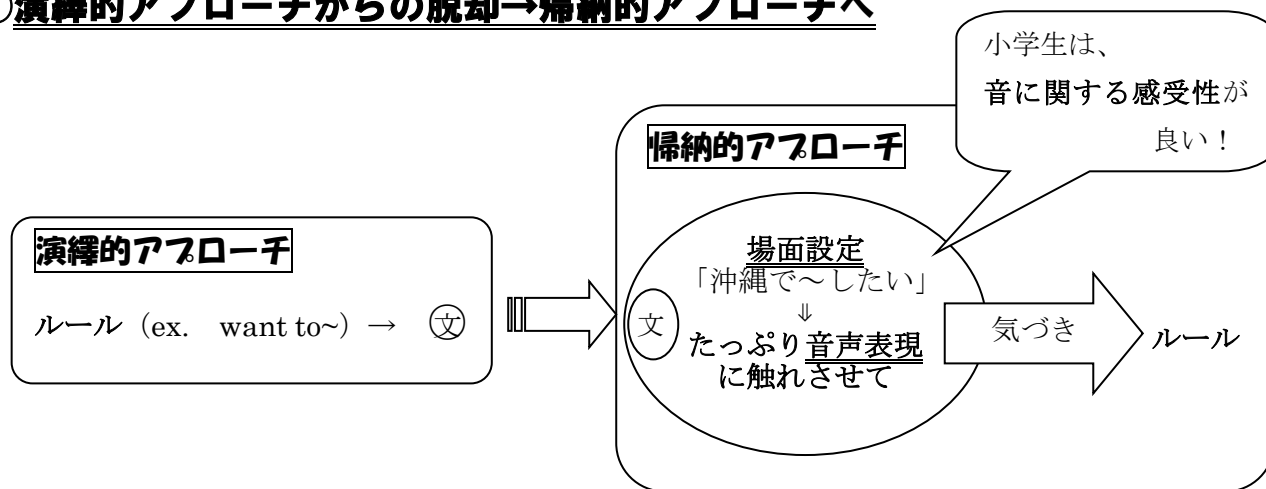 ○演繹的アプローチからの脱却→帰納的アプローチへ
小学生は、
音に関する感受性が
良い！
帰納的アプローチ
演繹的アプローチ
ルール（ex. want to~）→ 文
文
場面設定
「沖縄で～したい」
⇓
たっぷり音声表現
に触れさせて
気づき
ルール